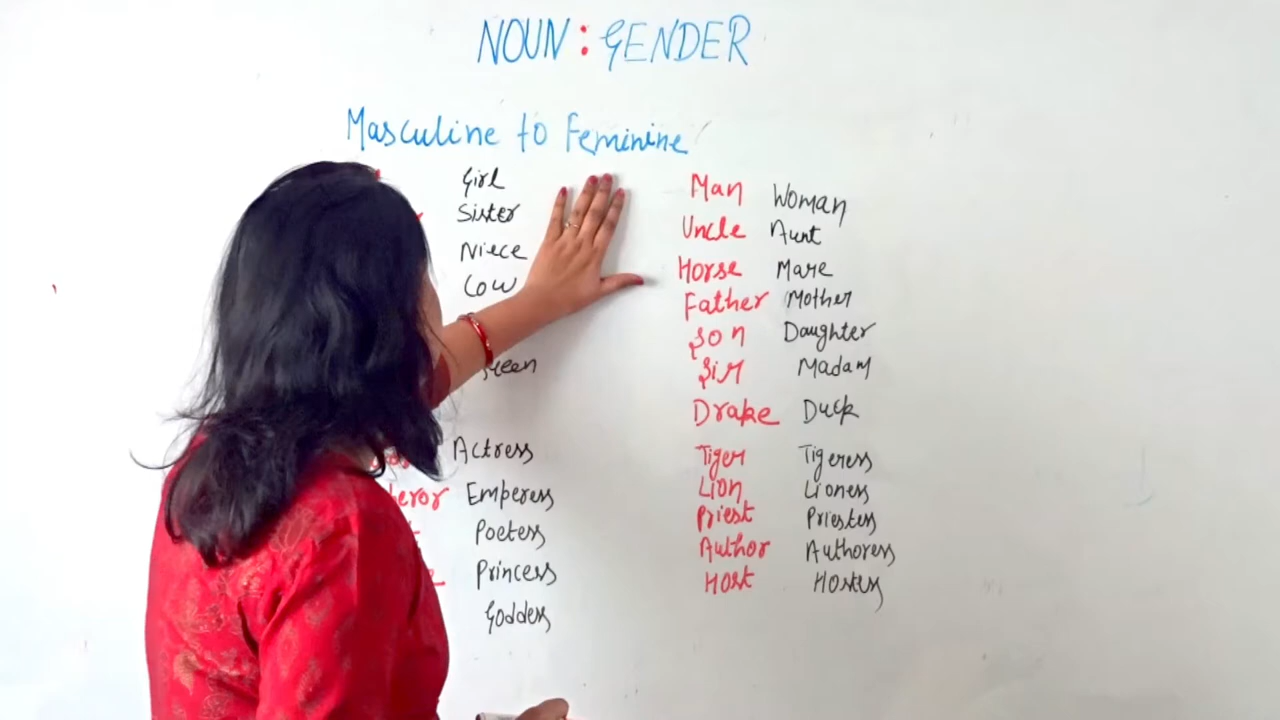 NOUN : GENDER
Masculine to Feminine
Girl
Sister
Niece
Cow
Actress
Emperess
Poetess
Princess
Goddess
Man Woman
Uncle Aunt
Horse Mare
Father Mother
Son Daughter
Sir Madam
Drake Duck
Tiger Tigeress
Lion Lioness
Priest Priestess
Author Authoress
Host Hostess